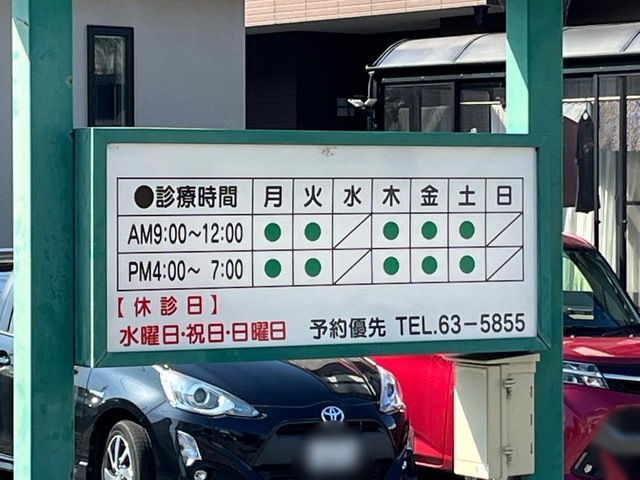 ●診療時間 月 火 水 木 金 土 日
AM9:00~12:00 ● ● ／ ● ● ● ／
PM4:00~ 7:00 ● ● ／ ● ● ● ／
【休診日】
水曜日・祝日・日曜日 予約優先 TEL.63-5855